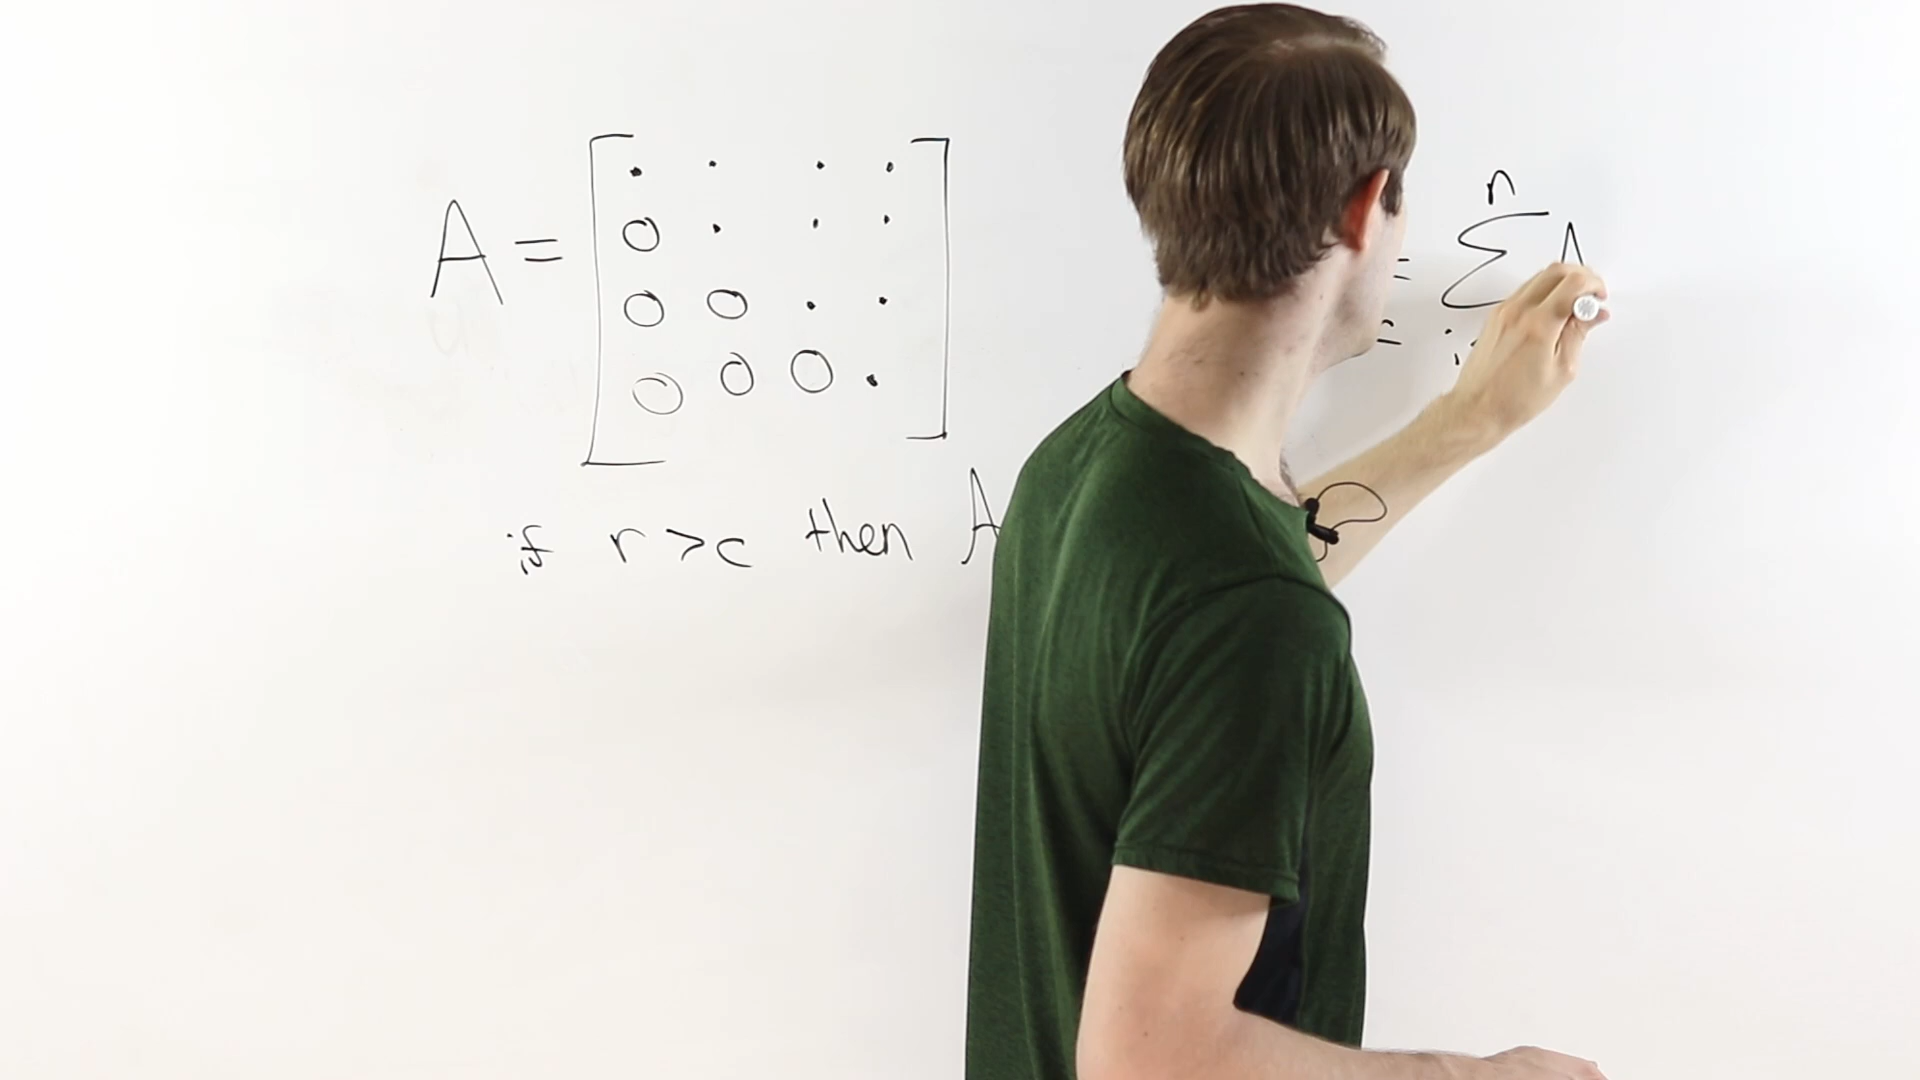 A = [ . . . .
O . . .
O O . .
O O O . ]
if r > c then A
n
= Σ A
= i